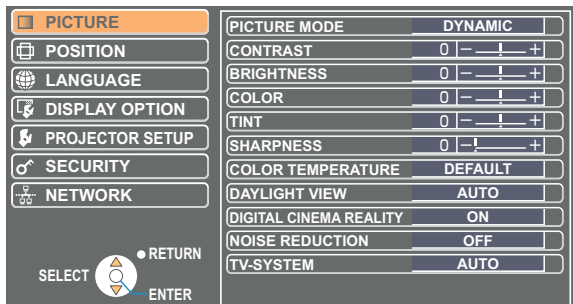 PICTURE
POSITION
LANGUAGE
DISPLAY OPTION
PROJECTOR SETUP
SECURITY
NETWORK
RETURN
SELECT
ENTER
PICTURE MODE DYNAMIC
CONTRAST 0 − +
BRIGHTNESS 0 − +
COLOR 0 − +
TINT 0 − +
SHARPNESS 0 − +
COLOR TEMPERATURE DEFAULT
DAYLIGHT VIEW AUTO
DIGITAL CINEMA REALITY ON
NOISE REDUCTION OFF
TV-SYSTEM AUTO